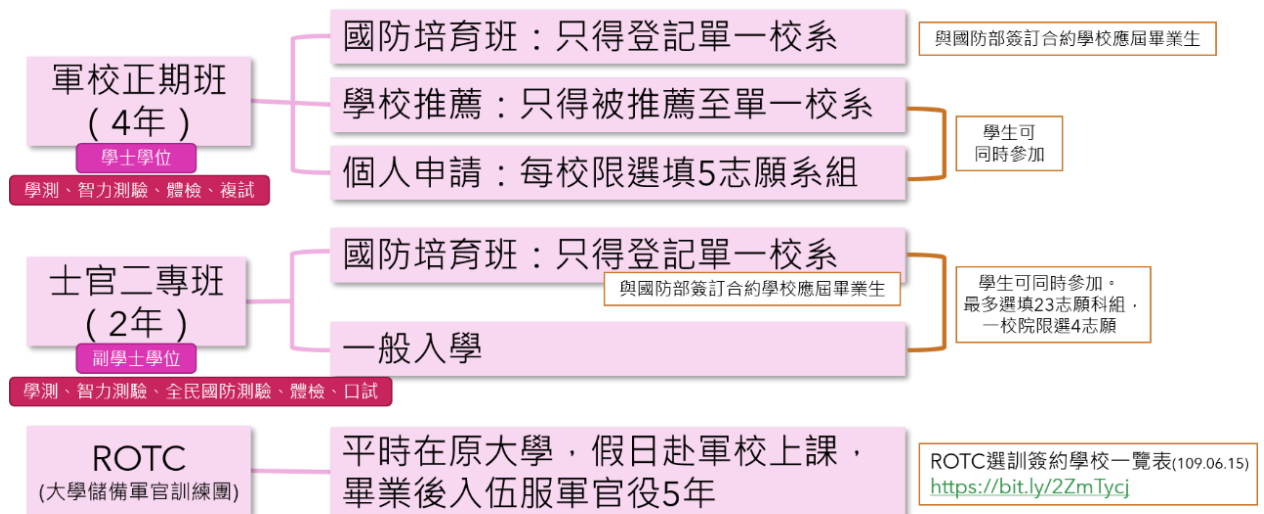 國防培育班：只得登記單一校系
與國防部簽訂合約學校應屆畢業生
軍校正期班
（4年）
學士學位
學測、智力測驗、體檢、複試
學校推薦：只得被推薦至單一校系
個人申請：每校限選填5志願系組
學生可
同時參加
士官二專班
（2年）
副學士學位
學測、智力測驗、全民國防測驗、體檢、口試
國防培育班：只得登記單一校系
與國防部簽訂合約學校應屆畢業生
一般入學
學生可同時參加。
最多選填23志願科組，
一校院限選4志願
ROTC
(大學儲備軍官訓練團)
平時在原大學，假日赴軍校上課，
畢業後入伍服軍官役5年
ROTC選訓簽約學校一覽表(109.06.15)
https://bit.ly/2ZmTycj